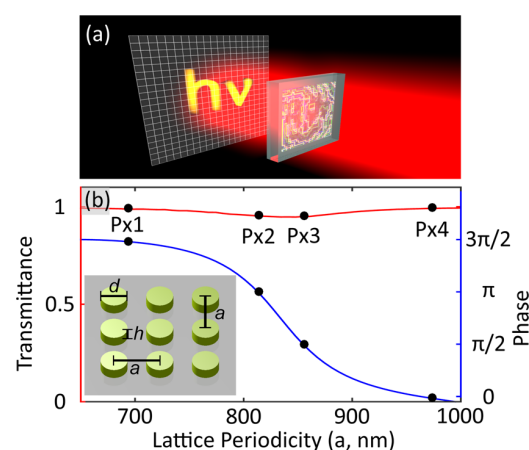 (a)
hν
(b)
1
0.5
0
Transmittance
Px1
Px2
Px3
Px4
3π/2
π
π/2
0
Phase
d
a
h
a
700
800
900
1000
Lattice Periodicity (a, nm)